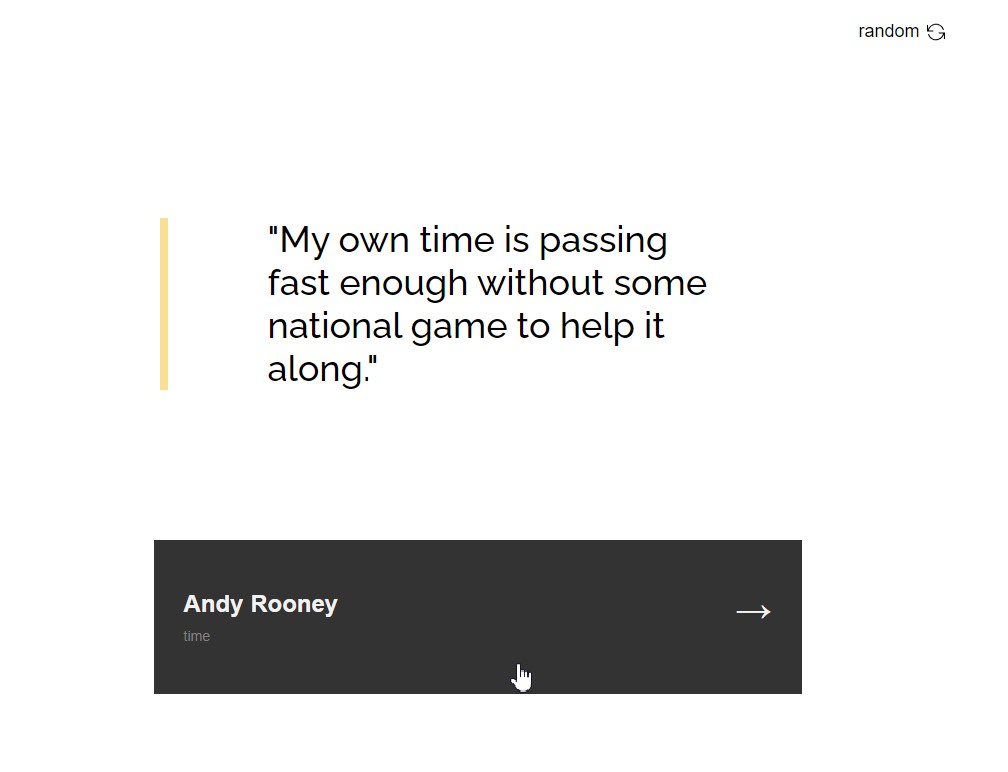 random
"My own time is passing
fast enough without some
national game to help it
along."
Andy Rooney
time